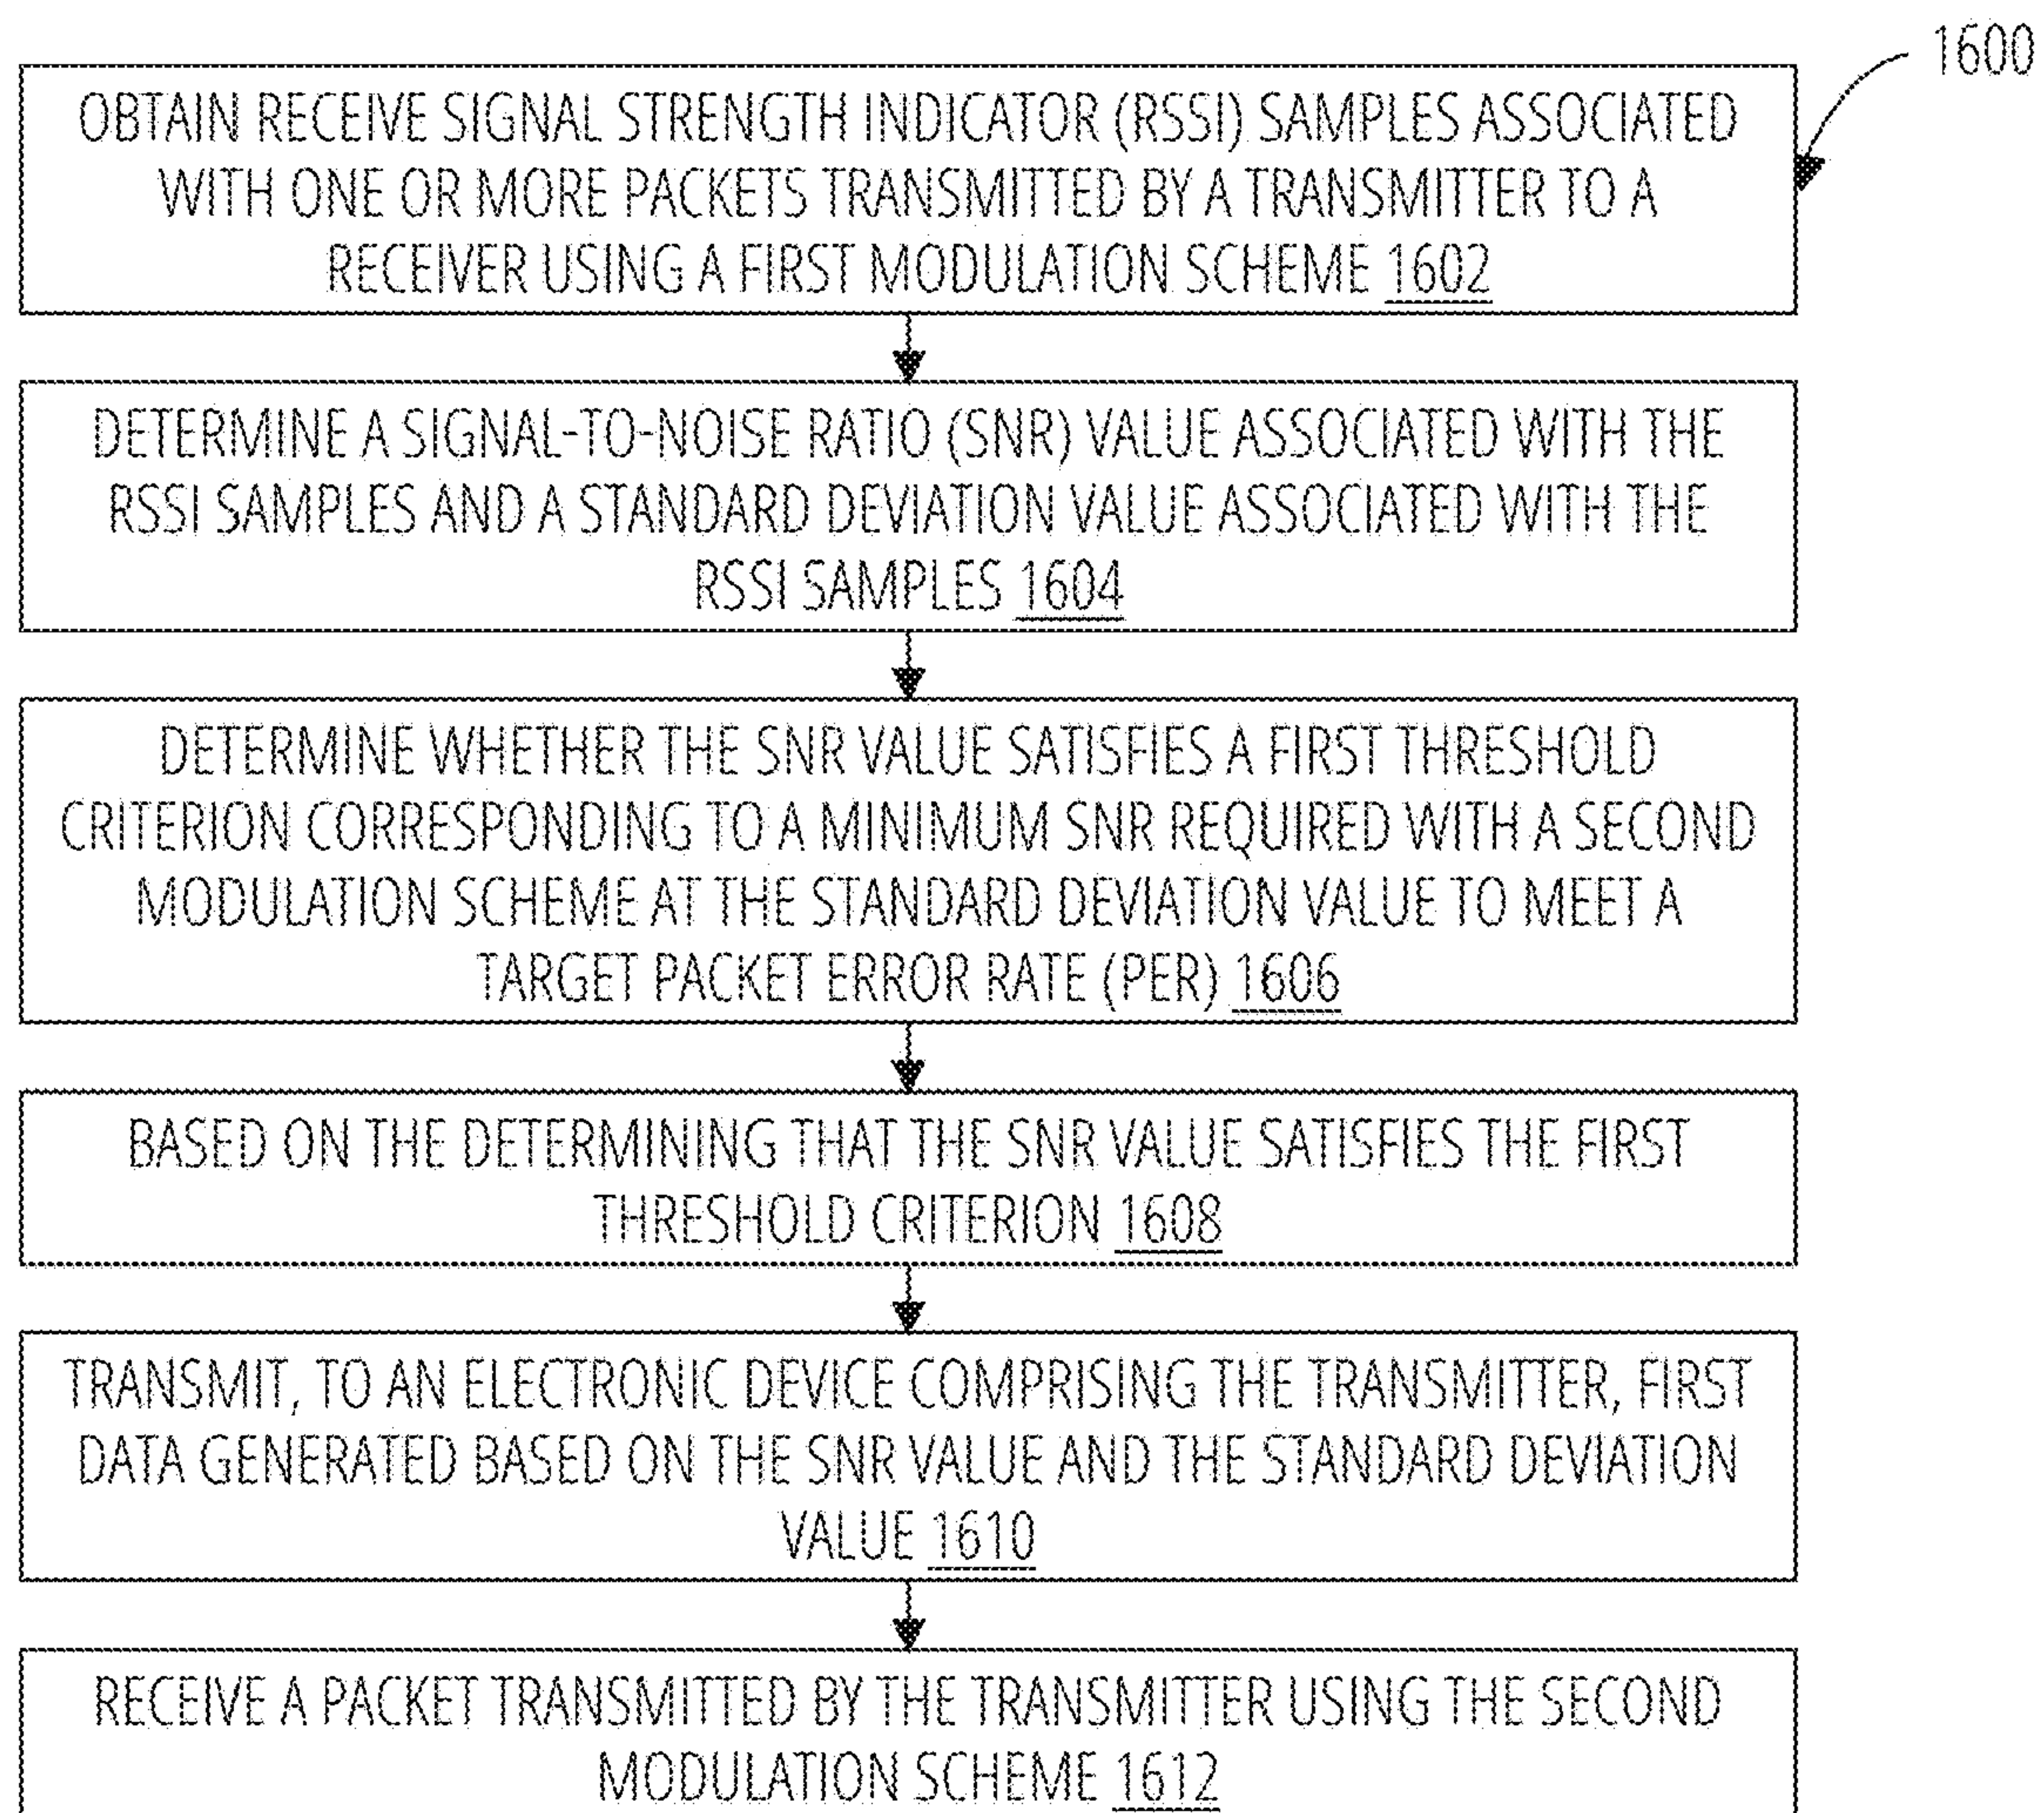 1600
OBTAIN RECEIVE SIGNAL STRENGTH INDICATOR (RSSI) SAMPLES ASSOCIATED
WITH ONE OR MORE PACKETS TRANSMITTED BY A TRANSMITTER TO A
RECEIVER USING A FIRST MODULATION SCHEME 1602
DETERMINE A SIGNAL-TO-NOISE RATIO (SNR) VALUE ASSOCIATED WITH THE
RSSI SAMPLES AND A STANDARD DEVIATION VALUE ASSOCIATED WITH THE
RSSI SAMPLES 1604
DETERMINE WHETHER THE SNR VALUE SATISFIES A FIRST THRESHOLD
CRITERION CORRESPONDING TO A MINIMUM SNR REQUIRED WITH A SECOND
MODULATION SCHEME AT THE STANDARD DEVIATION VALUE TO MEET A
TARGET PACKET ERROR RATE (PER) 1606
BASED ON THE DETERMINING THAT THE SNR VALUE SATISFIES THE FIRST
THRESHOLD CRITERION 1608
TRANSMIT, TO AN ELECTRONIC DEVICE COMPRISING THE TRANSMITTER, FIRST
DATA GENERATED BASED ON THE SNR VALUE AND THE STANDARD DEVIATION
VALUE 1610
RECEIVE A PACKET TRANSMITTED BY THE TRANSMITTER USING THE SECOND
MODULATION SCHEME 1612